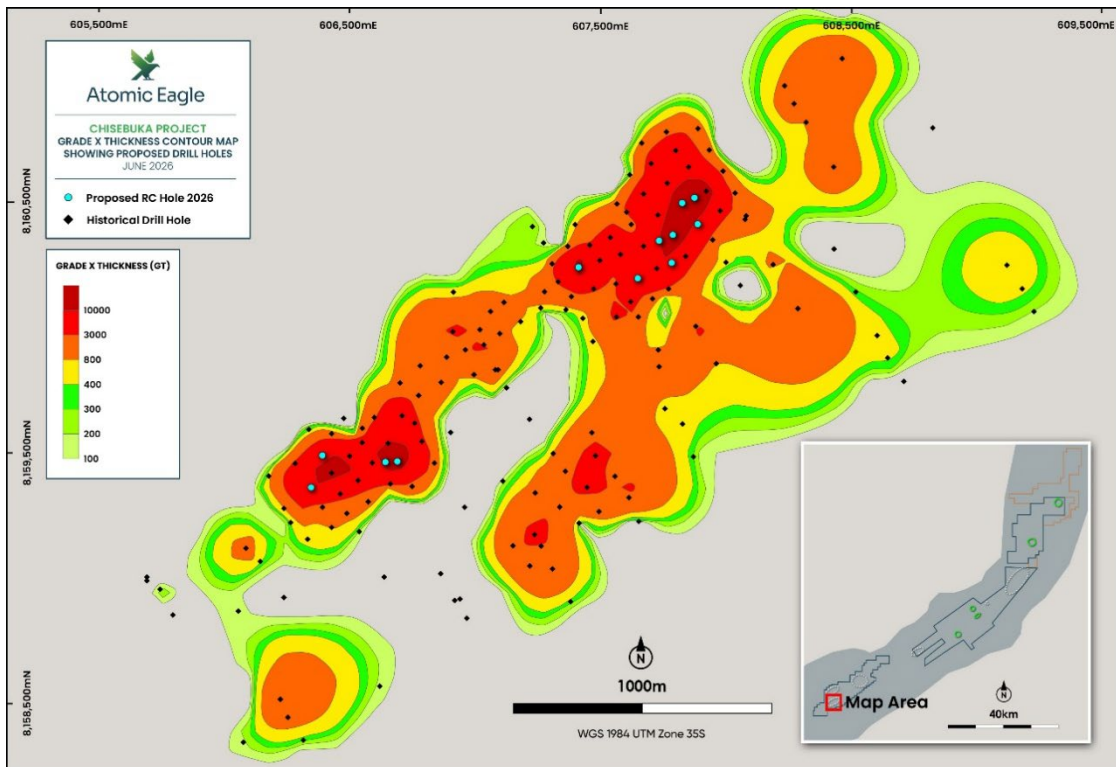 605,500mE
606,500mE
607,500mE
608,500mE
609,500mE
Atomic Eagle
CHISEBUKA PROJECT
GRADE X THICKNESS CONTOUR MAP
SHOWING PROPOSED DRILL HOLES
JUNE 2026
Proposed RC Hole 2026
Historical Drill Hole
GRADE X THICKNESS (GT)
10000
3000
800
400
300
200
100
8,160,500mN
8,159,500mN
8,158,500mN
N
1000m
WGS 1984 UTM Zone 35S
Map Area
N
40km